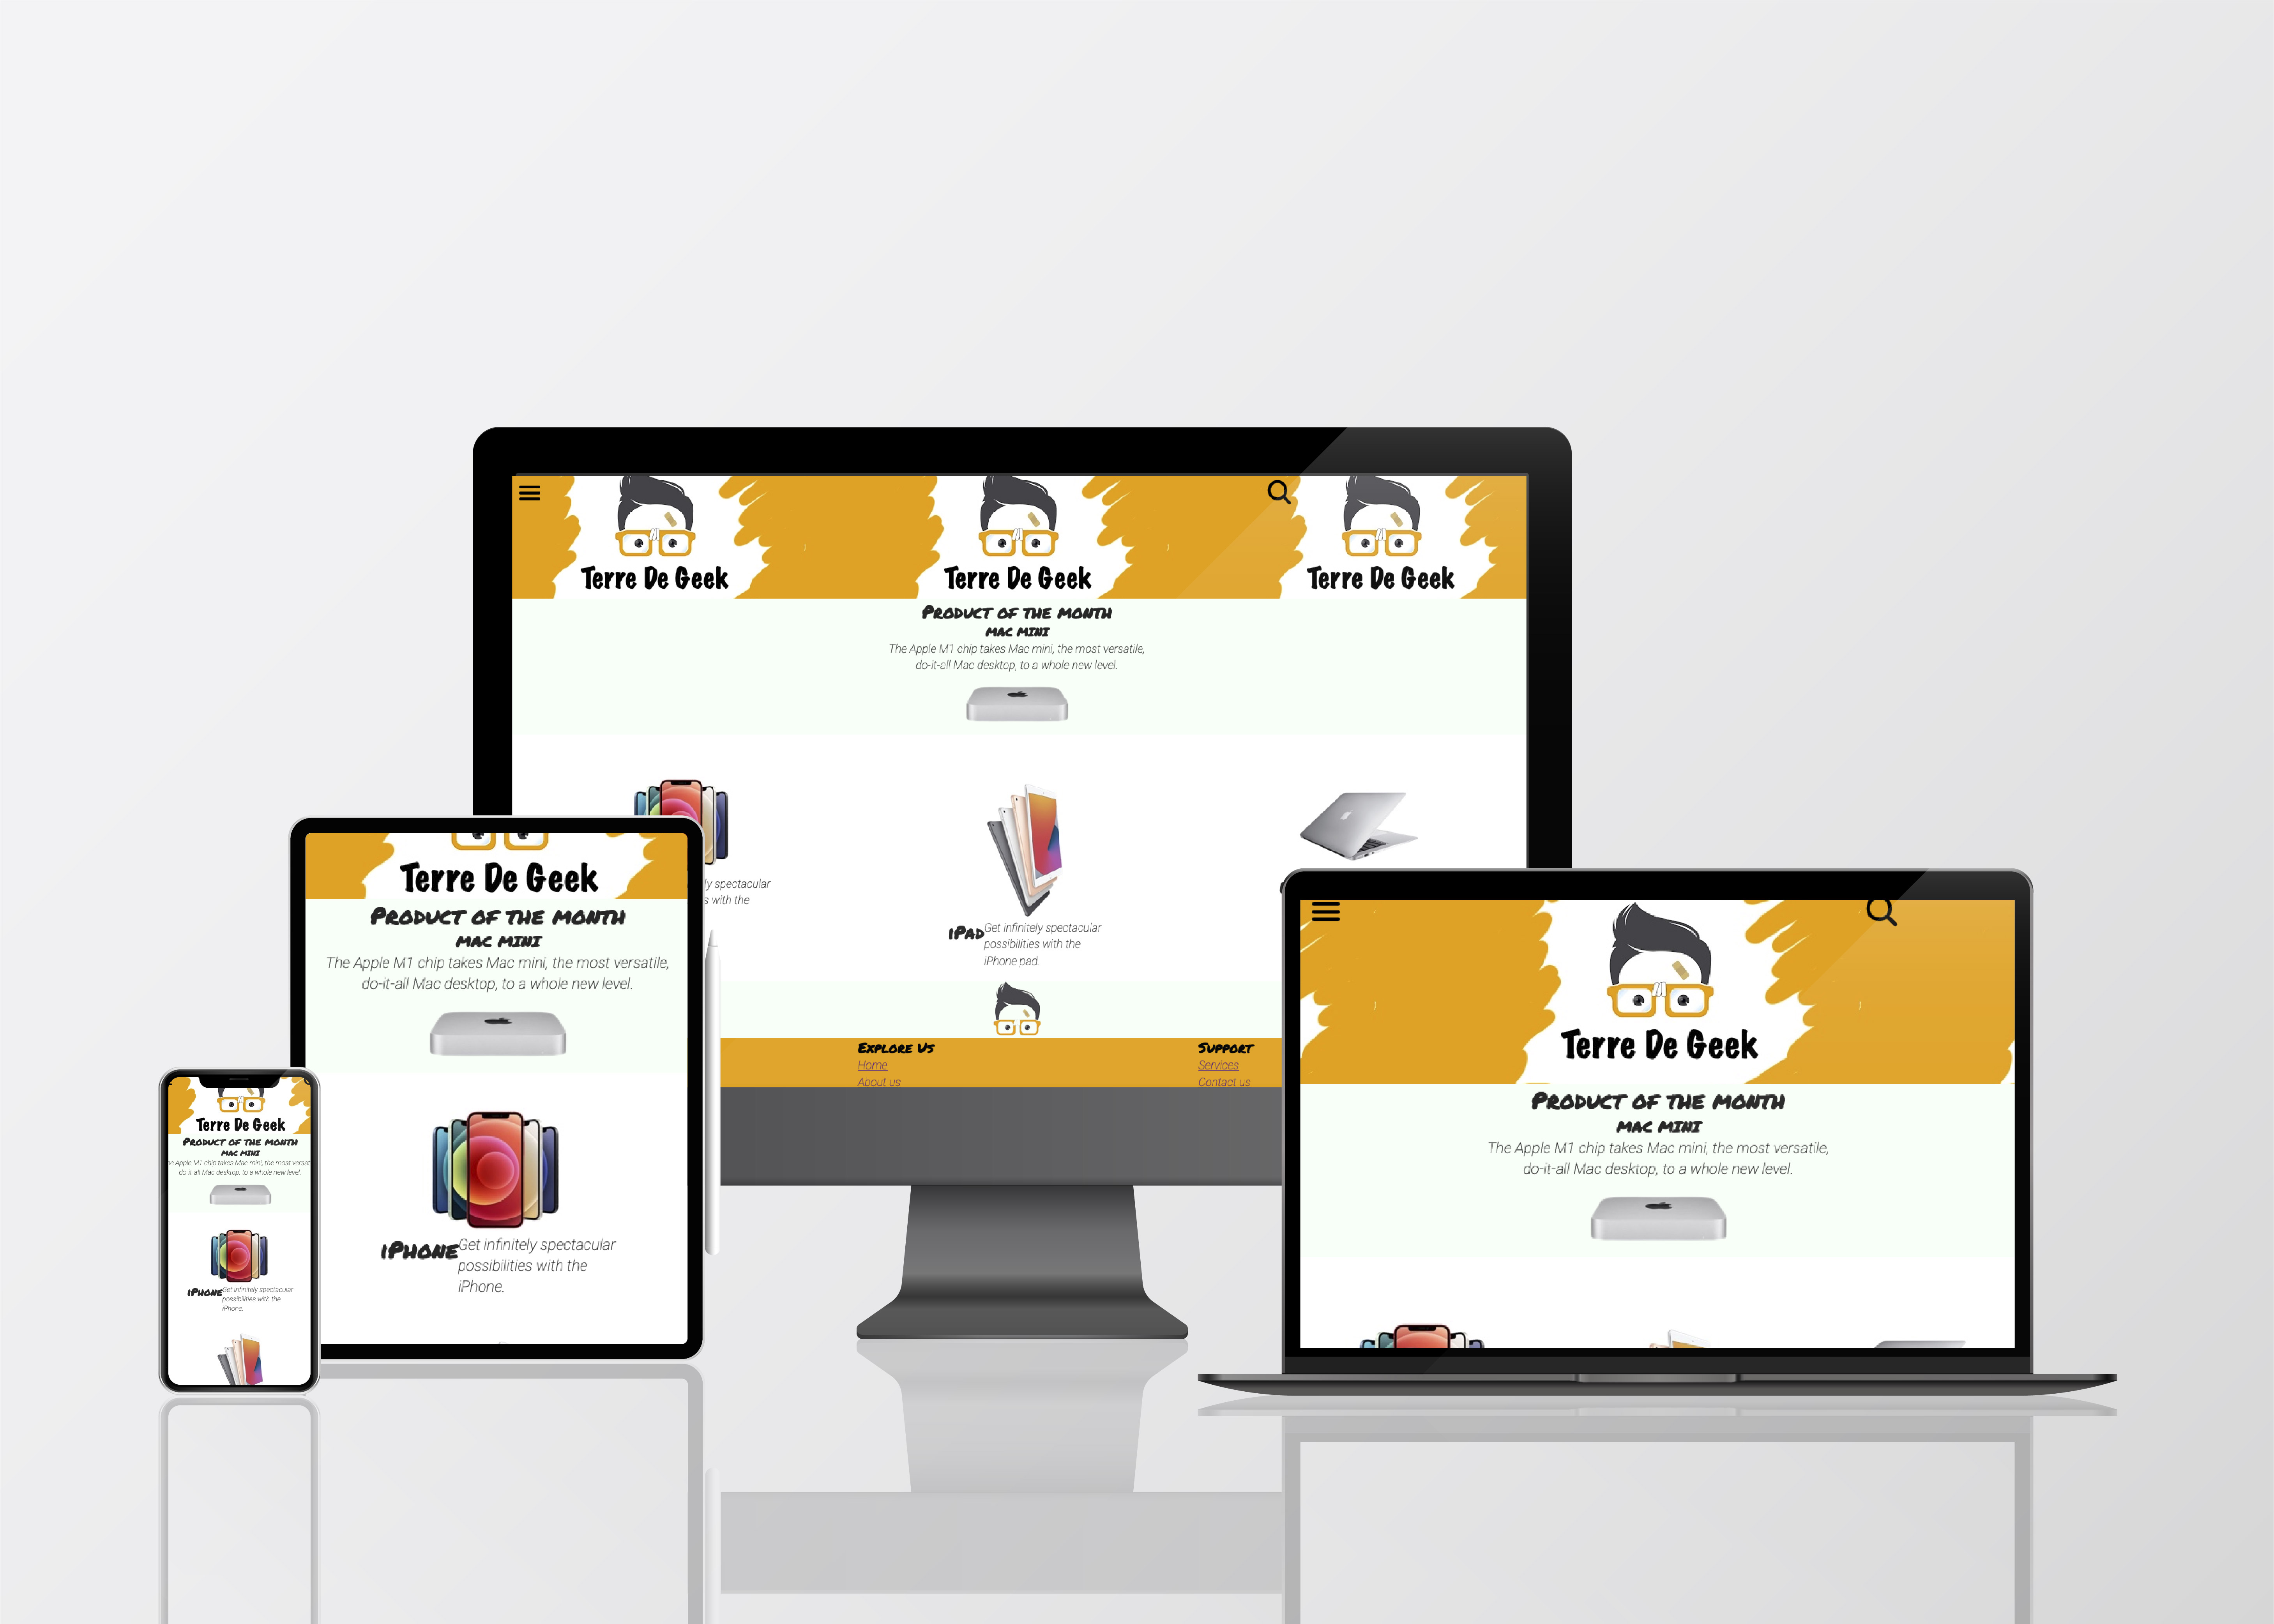 Terre De Geek
Terre De Geek
Terre De Geek
PRODUCT OF THE MONTH
MAC MINI
The Apple M1 chip takes Mac mini, the most versatile,
do-it-all Mac desktop, to a whole new level.
spectacular
with the
iPAD
Get infinitely spectacular
possibilities with the
iPhone pad.
EXPLORE US
Home
About us
SUPPORT
Services
Contact us
Terre De Geek
PRODUCT OF THE MONTH
MAC MINI
The Apple M1 chip takes Mac mini, the most versatile,
do-it-all Mac desktop, to a whole new level.
iPHONE
Get infinitely spectacular
possibilities with the
iPhone.
Terre De Geek
PRODUCT OF THE MONTH
MAC MINI
e Apple M1 chip takes Mac mini, the most versat
do-it-all Mac desktop, to a whole new level.
iPHONE
Get infinitely spectacular
possibilities with the
iPhone.
Terre De Geek
PRODUCT OF THE MONTH
MAC MINI
The Apple M1 chip takes Mac mini, the most versatile,
do-it-all Mac desktop, to a whole new level.